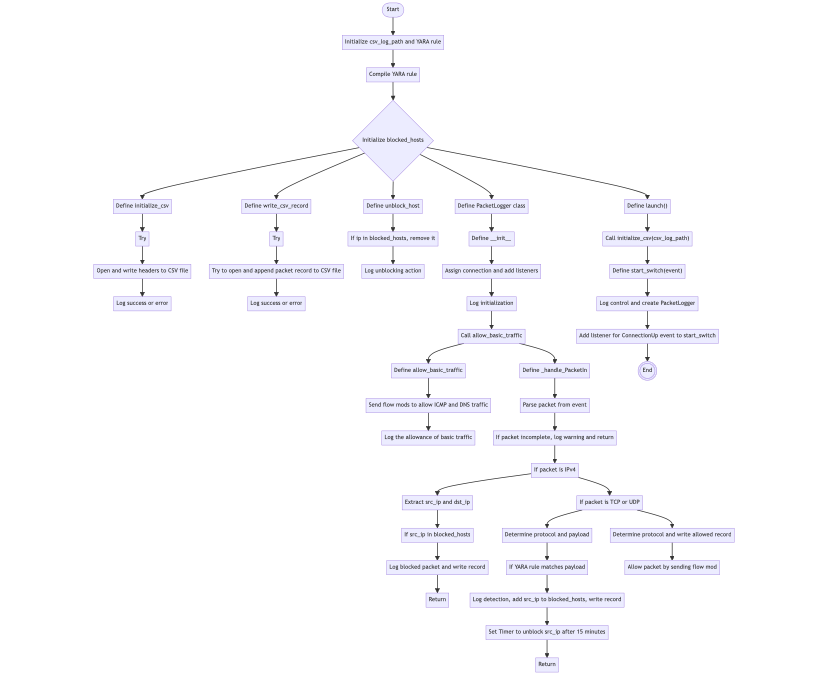 Start
Initialize csv_log_path and YARA rule
Compile YARA rule
Initialize blocked_hosts
Define initialize_csv
Define write_csv_record
Define unblock_host
Define PacketLogger class
Define launch()
Try
Try
If ip in blocked_hosts, remove it
Define __init__
Call initialize_csv(csv_log_path)
Open and write headers to CSV file
Try to open and append packet record to CSV file
Log unblocking action
Assign connection and add listeners
Define start_switch(event)
Log success or error
Log success or error
Log initialization
Log control and create PacketLogger
Call allow_basic_traffic
Add listener for ConnectionUp event to start_switch
Define allow_basic_traffic
Define _handle_PacketIn
End
Send flow mods to allow ICMP and DNS traffic
Parse packet from event
Log the allowance of basic traffic
If packet incomplete, log warning and return
If packet is IPv4
Extract src_ip and dst_ip
If packet is TCP or UDP
If src_ip in blocked_hosts
Determine protocol and payload
Determine protocol and write allowed record
Log blocked packet and write record
If YARA rule matches payload
Allow packet by sending flow mod
Return
Log detection, add src_ip to blocked_hosts, write record
Set Timer to unblock src_ip after 15 minutes
Return